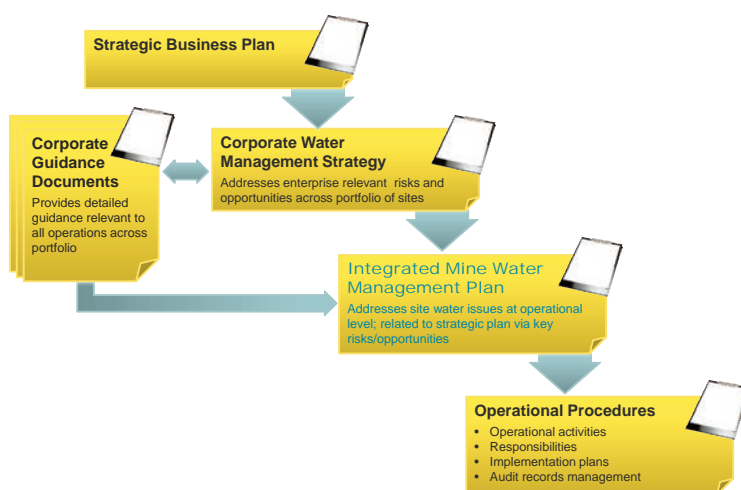 Strategic Business Plan
Corporate
Guidance
Documents
Provides detailed
guidance relevant to
all operations across
portfolio
Corporate Water
Management Strategy
Addresses enterprise relevant risks and
opportunities across portfolio of sites
Integrated Mine Water
Management Plan
Addresses site water issues at operational
level; related to strategic plan via key
risks/opportunities
Operational Procedures
• Operational activities
• Responsibilities
• Implementation plans
• Audit records management